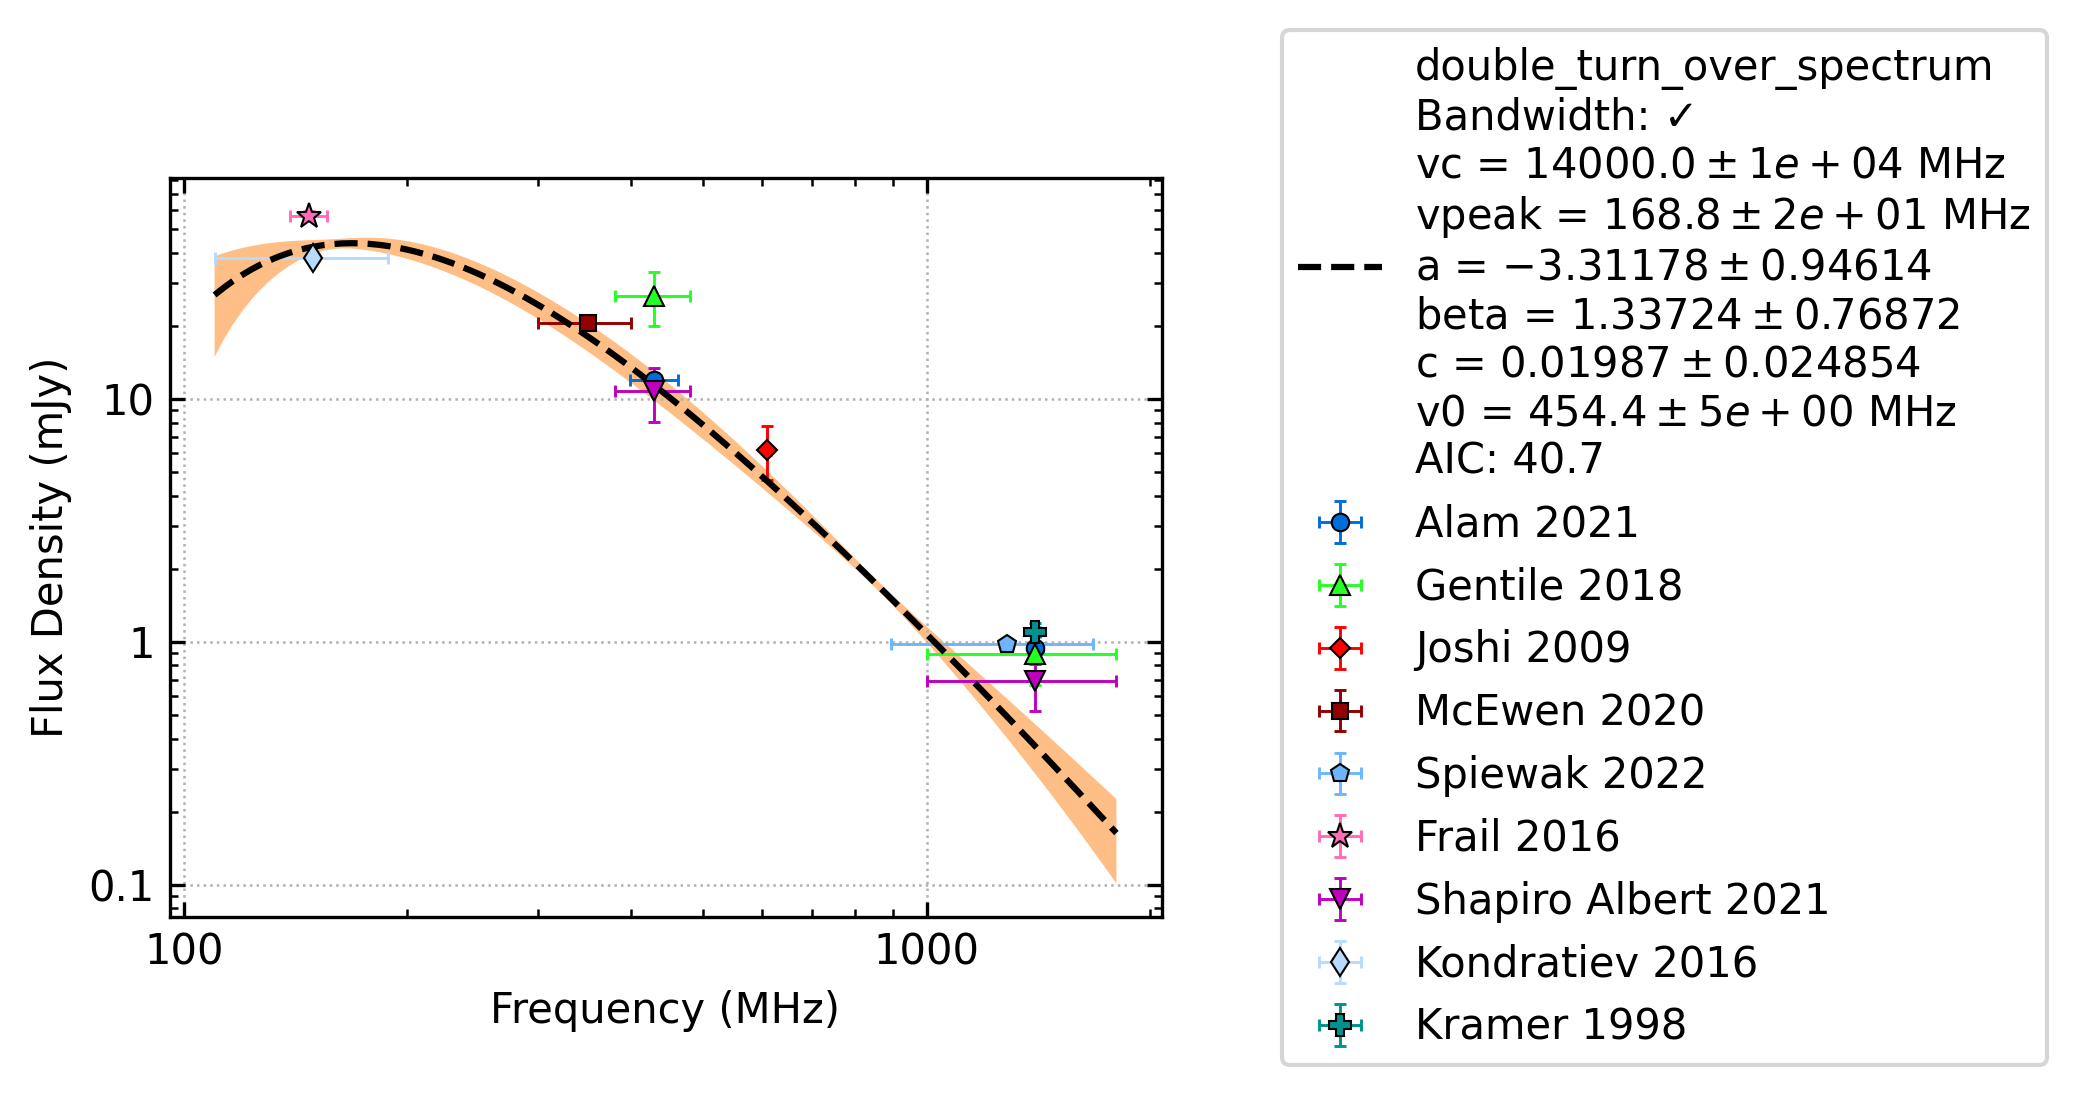 double_turn_over_spectrum
Bandwidth: ✓
vc = 14000.0 ± 1e + 04 MHz
vpeak = 168.8 ± 2e + 01 MHz
a = −3.31178 ± 0.94614
beta = 1.33724 ± 0.76872
c = 0.01987 ± 0.024854
v0 = 454.4 ± 5e + 00 MHz
AIC: 40.7
Alam 2021
Gentile 2018
Joshi 2009
McEwen 2020
Spiewak 2022
Frail 2016
Shapiro Albert 2021
Kondratiev 2016
Kramer 1998
Flux Density (mJy)
10
1
0.1
100
1000
Frequency (MHz)